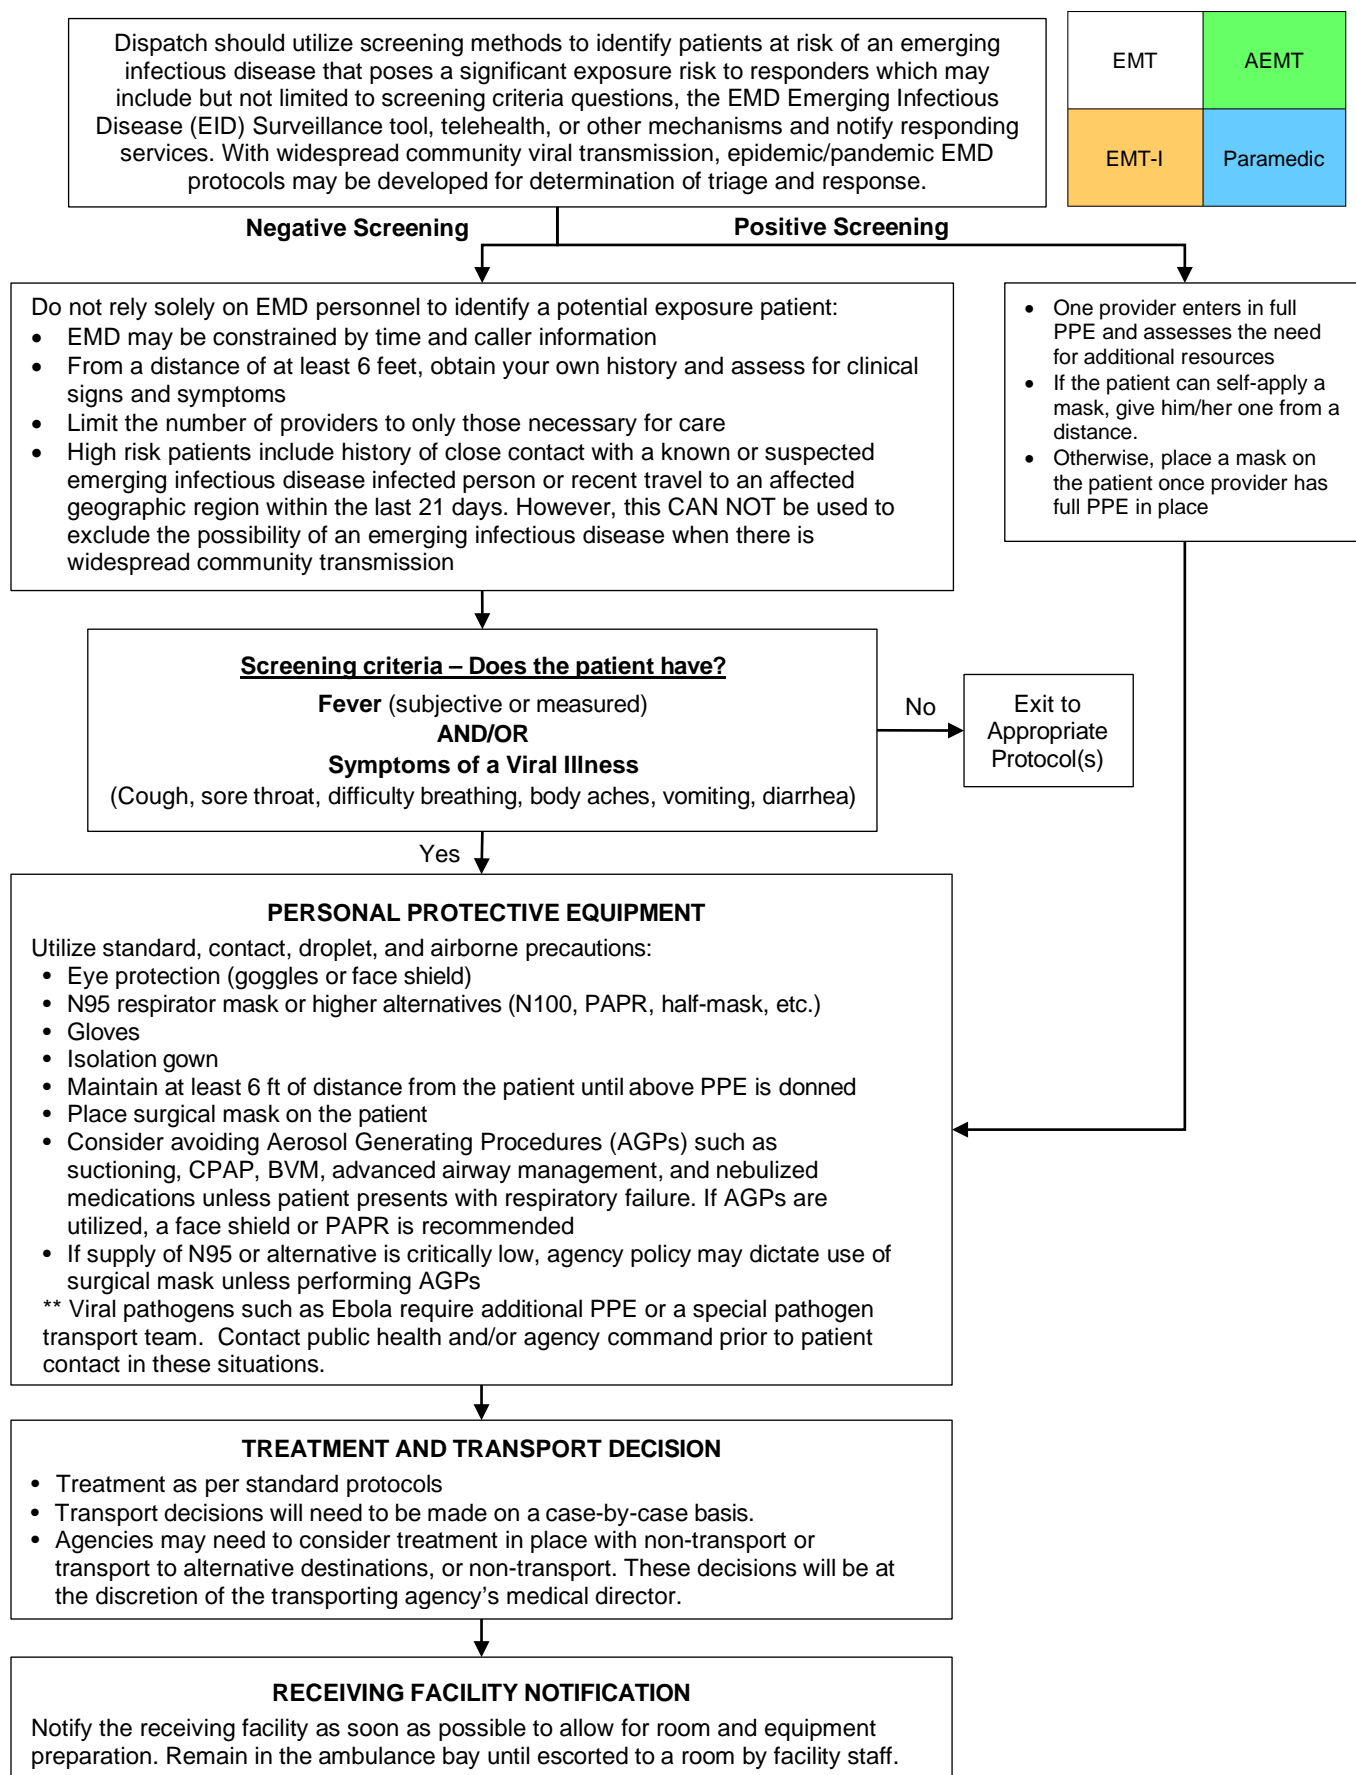 Dispatch should utilize screening methods to identify patients at risk of an emerging
infectious disease that poses a significant exposure risk to responders which may
include but not limited to screening criteria questions, the EMD Emerging Infectious
Disease (EID) Surveillance tool, telehealth, or other mechanisms and notify responding
services. With widespread community viral transmission, epidemic/pandemic EMD
protocols may be developed for determination of triage and response.
EMT
AEMT
EMT-I
Paramedic
Negative Screening
Positive Screening
Do not rely solely on EMD personnel to identify a potential exposure patient:
• EMD may be constrained by time and caller information
• From a distance of at least 6 feet, obtain your own history and assess for clinical
signs and symptoms
• Limit the number of providers to only those necessary for care
• High risk patients include history of close contact with a known or suspected
emerging infectious disease infected person or recent travel to an affected
geographic region within the last 21 days. However, this CAN NOT be used to
exclude the possibility of an emerging infectious disease when there is
widespread community transmission
• One provider enters in full
PPE and assesses the need
for additional resources
• If the patient can self-apply a
mask, give him/her one from a
distance.
• Otherwise, place a mask on
the patient once provider has
full PPE in place
Screening criteria – Does the patient have?
Fever (subjective or measured)
AND/OR
Symptoms of a Viral Illness
(Cough, sore throat, difficulty breathing, body aches, vomiting, diarrhea)
No
Exit to
Appropriate
Protocol(s)
Yes
PERSONAL PROTECTIVE EQUIPMENT
Utilize standard, contact, droplet, and airborne precautions:
• Eye protection (goggles or face shield)
• N95 respirator mask or higher alternatives (N100, PAPR, half-mask, etc.)
• Gloves
• Isolation gown
• Maintain at least 6 ft of distance from the patient until above PPE is donned
• Place surgical mask on the patient
• Consider avoiding Aerosol Generating Procedures (AGPs) such as
suctioning, CPAP, BVM, advanced airway management, and nebulized
medications unless patient presents with respiratory failure. If AGPs are
utilized, a face shield or PAPR is recommended
• If supply of N95 or alternative is critically low, agency policy may dictate use of
surgical mask unless performing AGPs
** Viral pathogens such as Ebola require additional PPE or a special pathogen
transport team. Contact public health and/or agency command prior to patient
contact in these situations.
TREATMENT AND TRANSPORT DECISION
• Treatment as per standard protocols
• Transport decisions will need to be made on a case-by-case basis.
• Agencies may need to consider treatment in place with non-transport or
transport to alternative destinations, or non-transport. These decisions will be at
the discretion of the transporting agency’s medical director.
RECEIVING FACILITY NOTIFICATION
Notify the receiving facility as soon as possible to allow for room and equipment
preparation. Remain in the ambulance bay until escorted to a room by facility staff.